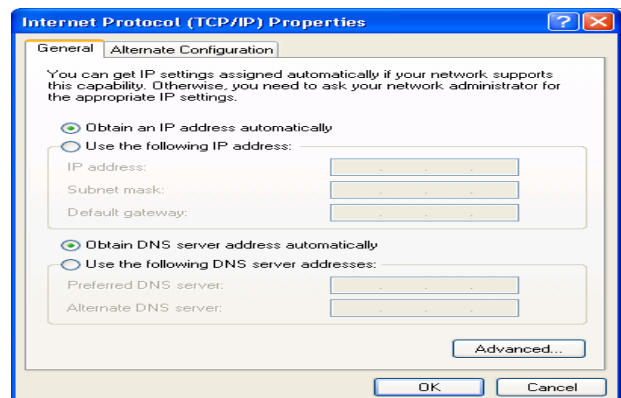 Internet Protocol (TCP/IP) Properties
General
Alternate Configuration
You can get IP settings assigned automatically if your network supports
this capability. Otherwise, you need to ask your network administrator for
the appropriate IP settings.
Obtain an IP address automatically
Use the following IP address:
IP address:
Subnet mask:
Default gateway:
Obtain DNS server address automatically
Use the following DNS server addresses:
Preferred DNS server:
Alternate DNS server:
Advanced...
OK
Cancel